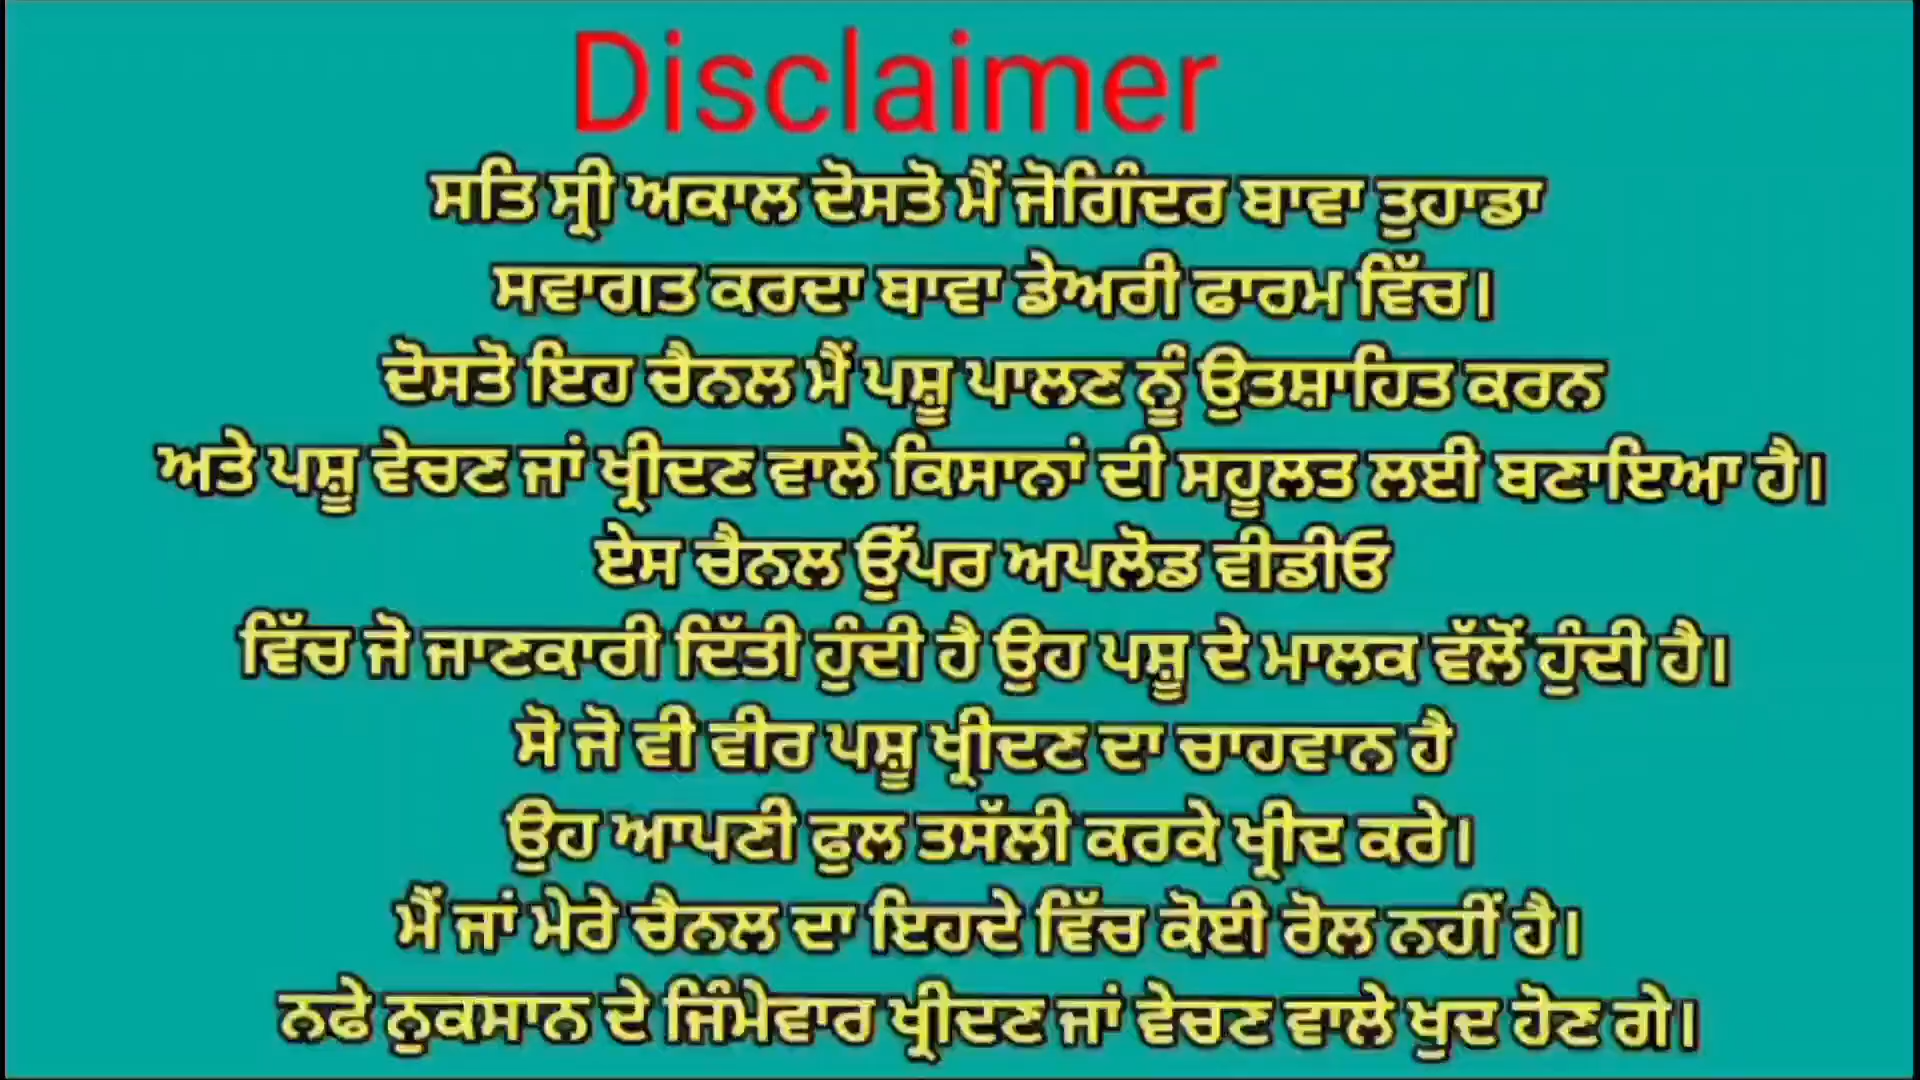 Disclaimer
ਸਤਿ ਸ੍ਰੀ ਅਕਾਲ ਦੋਸਤੋ ਮੈਂ ਜੋਗਿੰਦਰ ਬਾਵਾ ਤੁਹਾਡਾ
ਸਵਾਗਤ ਕਰਦਾ ਬਾਵਾ ਡੇਅਰੀ ਫਾਰਮ ਵਿੱਚ।
ਦੋਸਤੋ ਇਹ ਚੈਨਲ ਮੈਂ ਪਸ਼ੂ ਪਾਲਣ ਨੂੰ ਉਤਸ਼ਾਹਿਤ ਕਰਨ
ਅਤੇ ਪਸ਼ੂ ਵੇਚਣ ਜਾਂ ਖ੍ਰੀਦਣ ਵਾਲੇ ਕਿਸਾਨਾਂ ਦੀ ਸਹੂਲਤ ਲਈ ਬਣਾਇਆ ਹੈ।
ਏਸ ਚੈਨਲ ਉੱਪਰ ਅਪਲੋਡ ਵੀਡੀਓ
ਵਿੱਚ ਜੋ ਜਾਣਕਾਰੀ ਦਿੱਤੀ ਹੁੰਦੀ ਹੈ ਉਹ ਪਸ਼ੂ ਦੇ ਮਾਲਕ ਵੱਲੋਂ ਹੁੰਦੀ ਹੈ।
ਸੋ ਜੋ ਵੀ ਵੀਰ ਪਸ਼ੂ ਖ੍ਰੀਦਣ ਦਾ ਚਾਹਵਾਨ ਹੈ
ਉਹ ਆਪਣੀ ਫੁਲ ਤਸੱਲੀ ਕਰਕੇ ਖ੍ਰੀਦ ਕਰੇ।
ਮੈਂ ਜਾਂ ਮੇਰੇ ਚੈਨਲ ਦਾ ਇਹਦੇ ਵਿੱਚ ਕੋਈ ਰੋਲ ਨਹੀਂ ਹੈ।
ਨਫੇ ਨੁਕਸਾਨ ਦੇ ਜਿੰਮੇਵਾਰ ਖ੍ਰੀਦਣ ਜਾਂ ਵੇਚਣ ਵਾਲੇ ਖੁਦ ਹੋਣ ਗੇ।